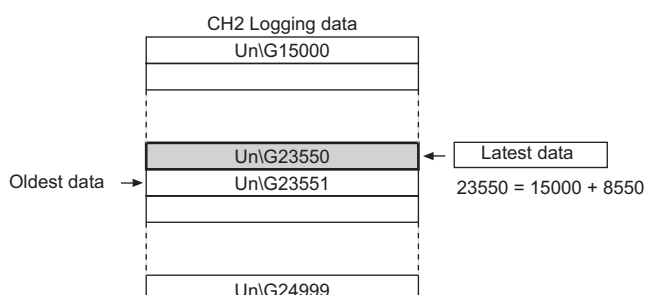 CH2 Logging data
Un\G15000
Un\G23550
Latest data
Oldest data
Un\G23551
23550 = 15000 + 8550
Un\G24999